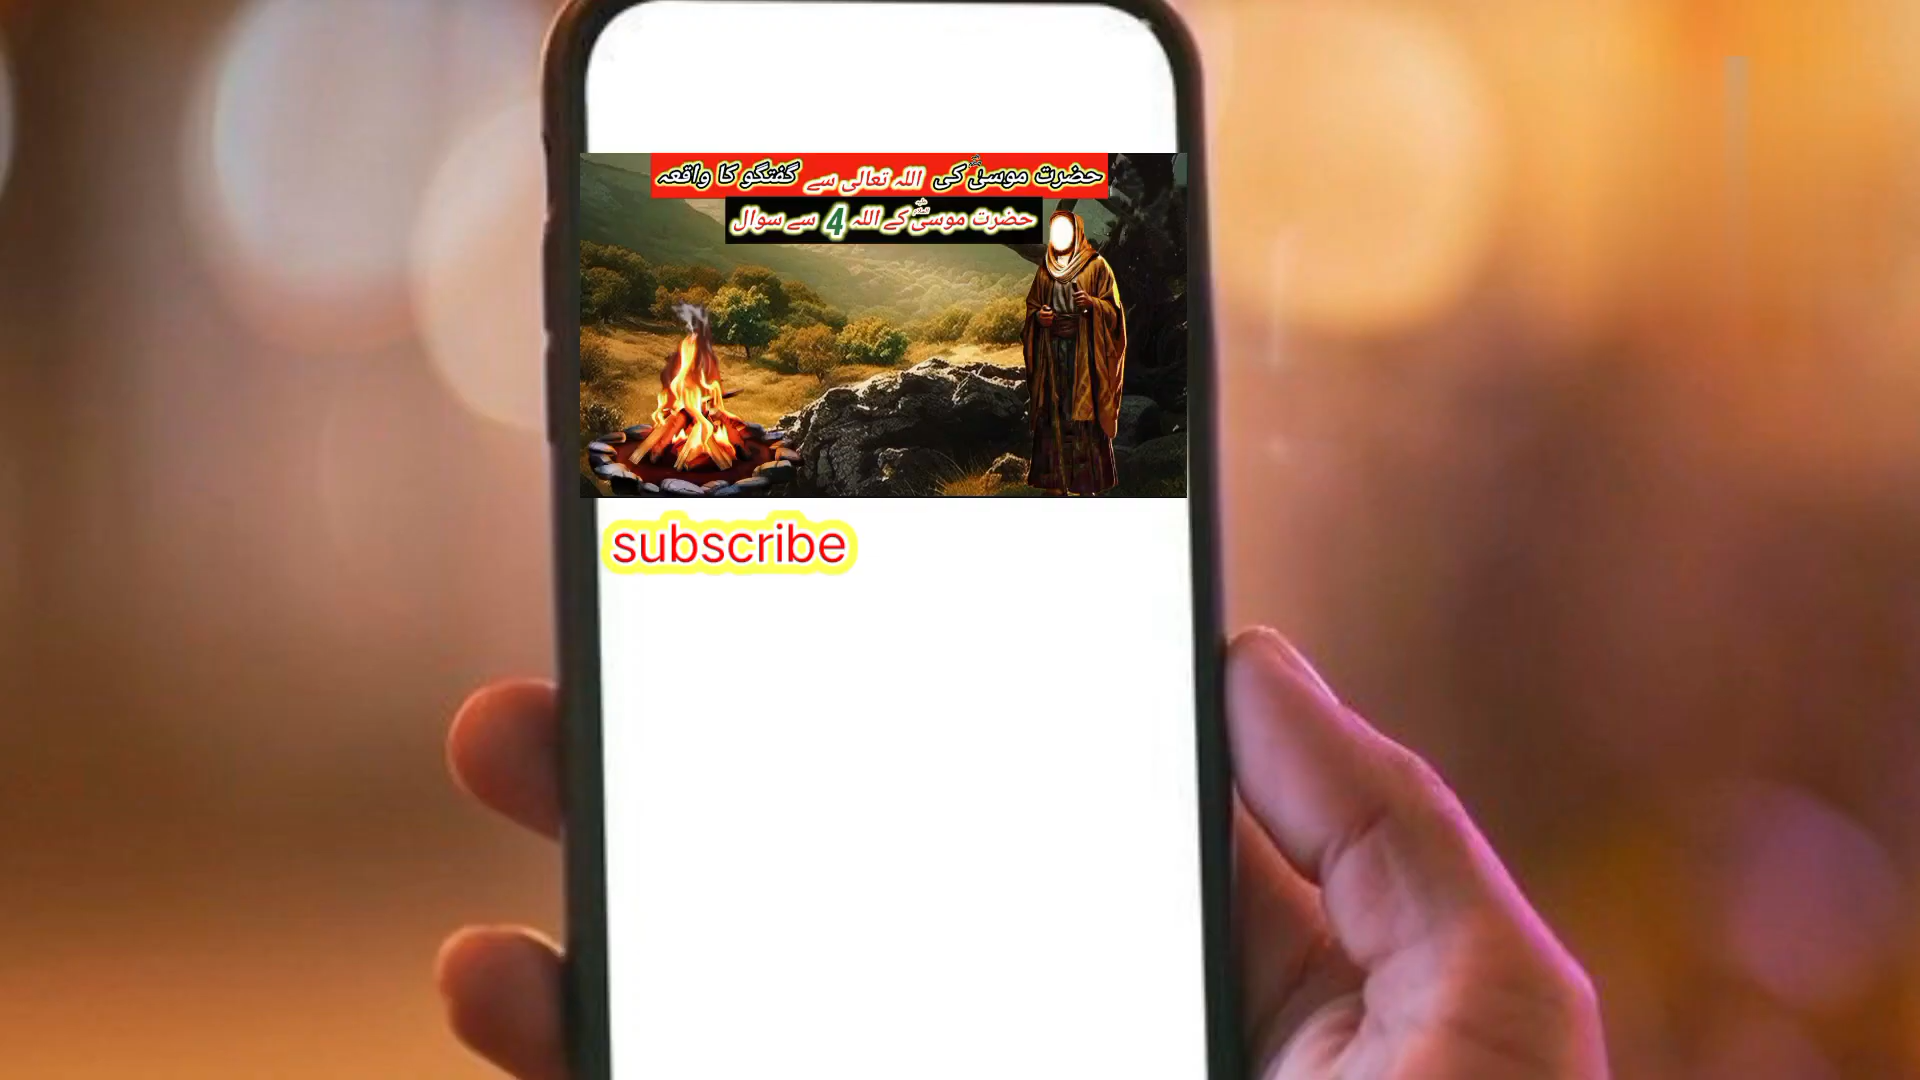 حضرت موسیٰؑ کی اللہ تعالی سے گفتگو کا واقعہ
حضرت موسیٰؑ کے اللہ 4 سے سوال
subscribe